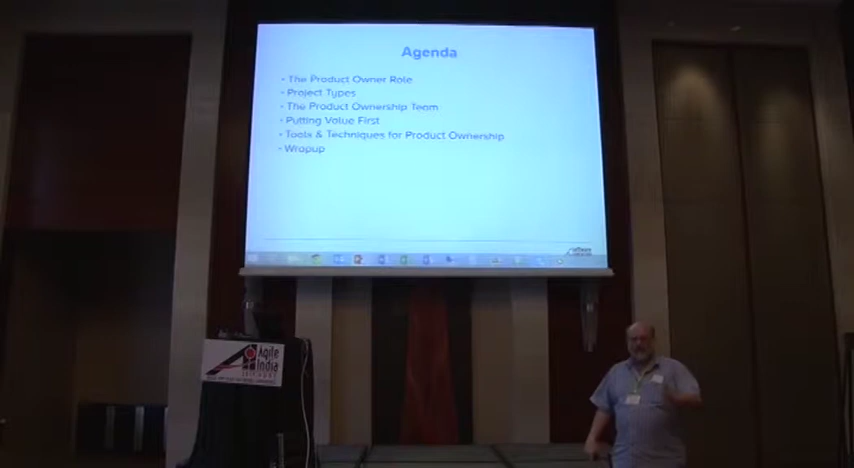 Agenda
• The Product Owner Role
• Project Types
• The Product Ownership Team
• Putting Value First
• Tools & Techniques for Product Ownership
• Wrapup
Agile
India